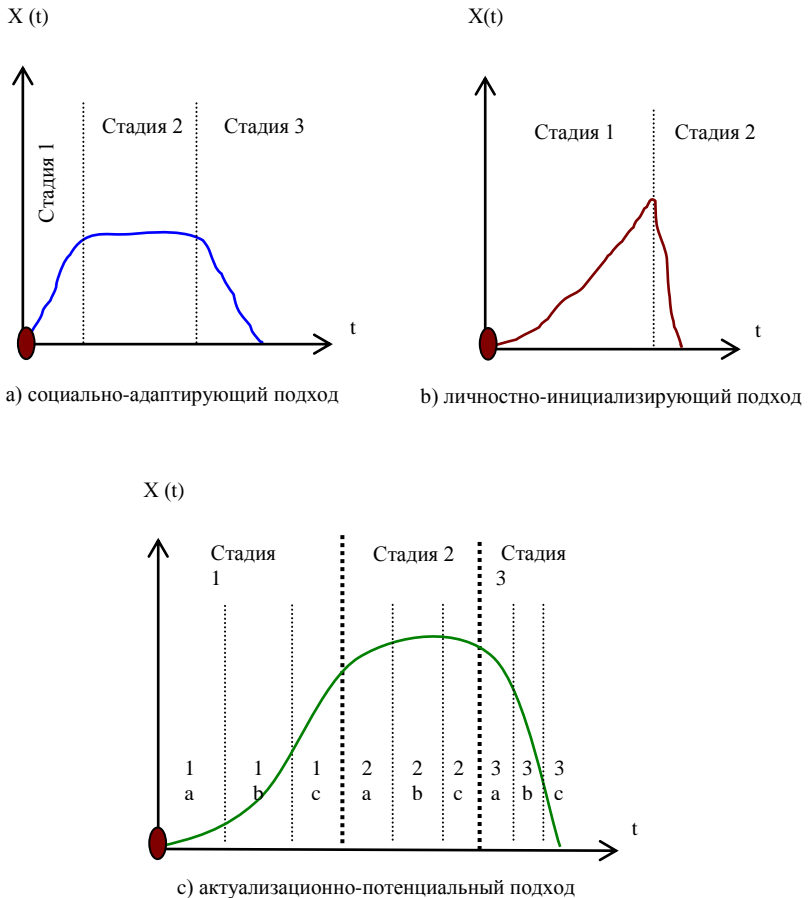 X (t)
Стадия 1
Стадия 2
Стадия 3
t
a) социально-адаптирующий подход
X(t)
Стадия 1
Стадия 2
t
b) личностно-инициализирующий подход
X (t)
Стадия
1
Стадия 2
Стадия
3
1
a
1
b
1
c
2
a
2
b
2
c
3
a
3
b
3
c
t
c) актуализационно-потенциальный подход